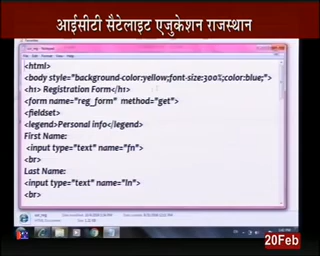 आईसीटी सैटेलाइट एजुकेशन राजस्थान
<html>
<body style="background-color:yellow;font-size:300%;color:blue;">
<h1> Registration Form</h1>
<form name="reg_form" method="get">
<fieldset>
<legend>Personal info</legend>
First Name:
<input type="text" name="fn">
<br>
Last Name:
<input type="text" name="ln">
<br>
20Feb